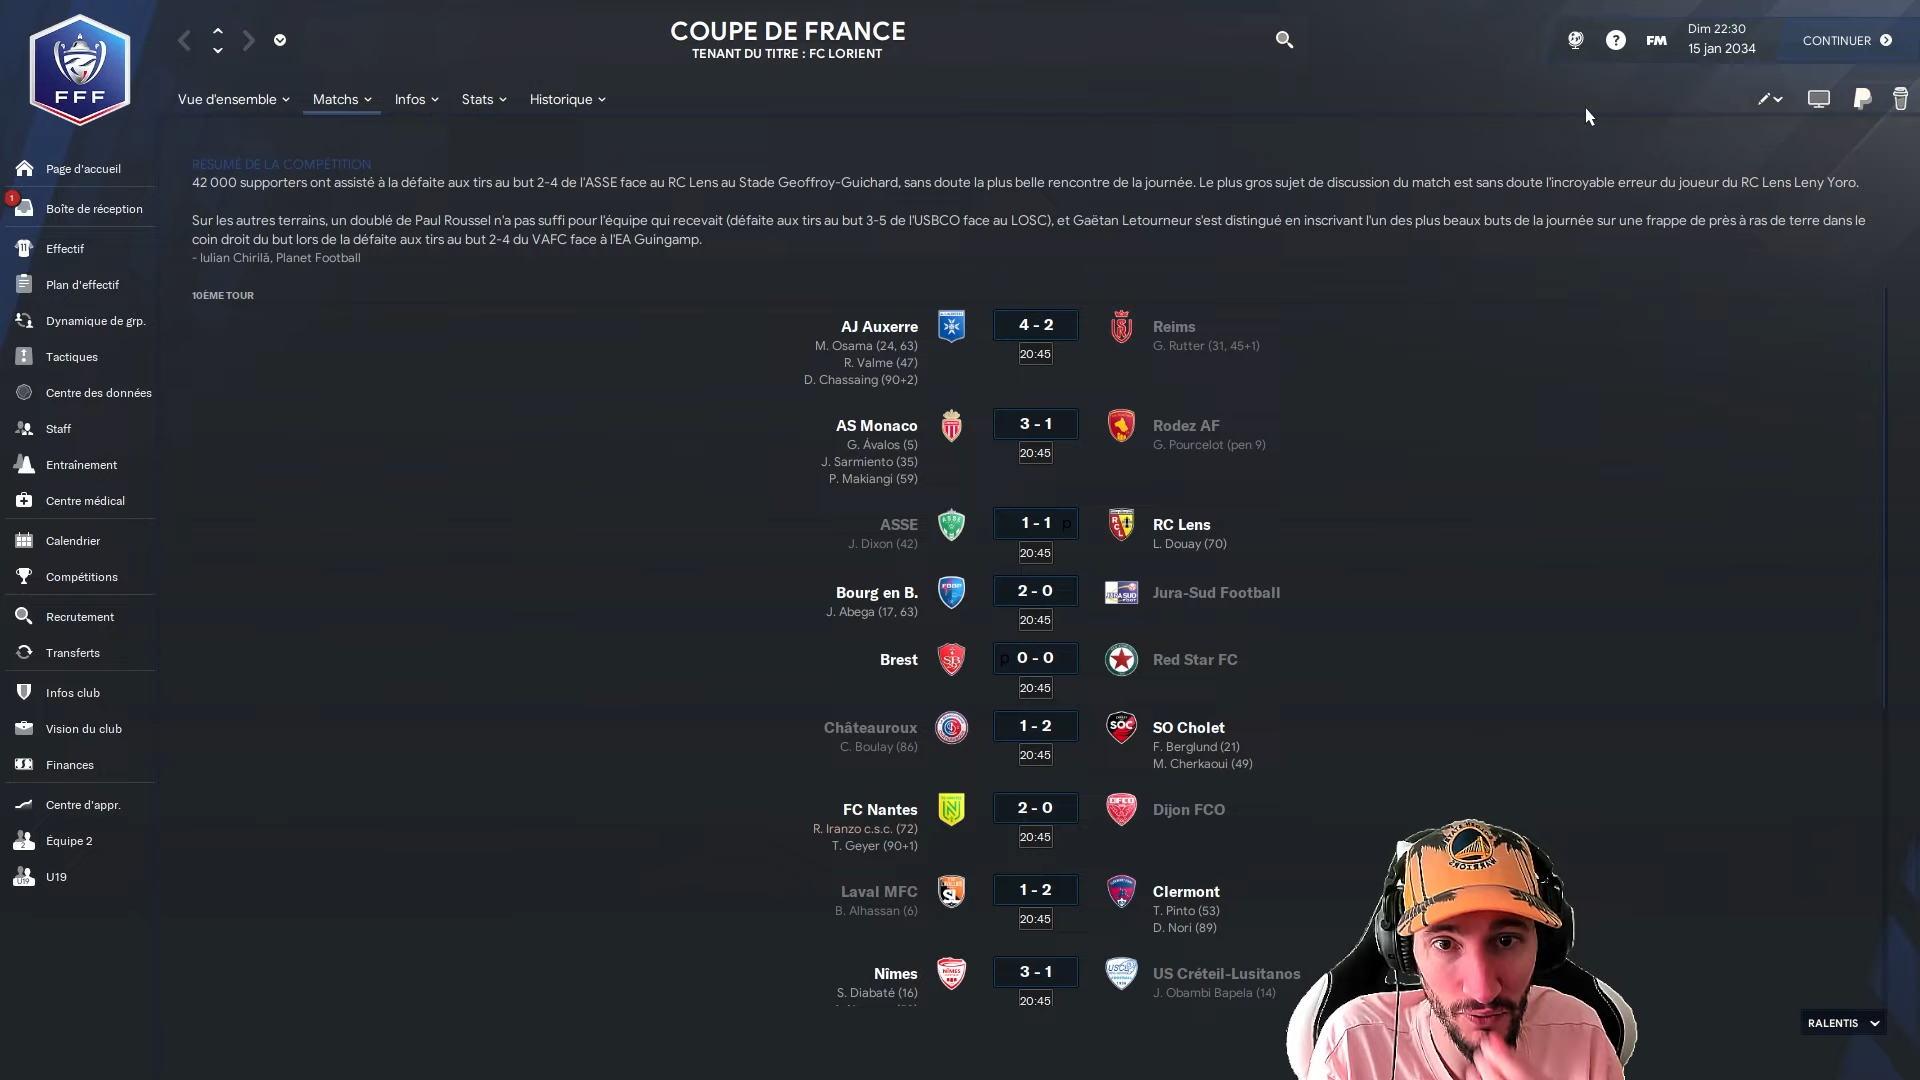 COUPE DE FRANCE
TENANT DU TITRE : FC LORIENT
Dim 22:30
15 jan 2034
CONTINUER
FM
FFF
Vue d'ensemble
Matchs
Infos
Stats
Historique
Page d'accueil
1
Boîte de réception
Effectif
Plan d'effectif
Dynamique de grp.
Tactiques
Centre des données
Staff
Entraînement
Centre médical
Calendrier
Compétitions
Recrutement
Transferts
Infos club
Vision du club
Finances
Centre d'appr.
2
Équipe 2
U19
U19
RÉSUMÉ DE LA COMPÉTITION
42 000 supporters ont assisté à la défaite aux tirs au but 2-4 de l'ASSE face au RC Lens au Stade Geoffroy-Guichard, sans doute la plus belle rencontre de la journée. Le plus gros sujet de discussion du match est sans doute l'incroyable erreur du joueur du RC Lens Leny Yoro.
Sur les autres terrains, un doublé de Paul Roussel n'a pas suffi pour l'équipe qui recevait (défaite aux tirs au but 3-5 de l'USBCO face au LOSC), et Gaëtan Letourneur s'est distingué en inscrivant l'un des plus beaux buts de la journée sur une frappe de près à ras de terre dans le
coin droit du but lors de la défaite aux tirs au but 2-4 du VAFC face à l'EA Guingamp.
- Iulian Chirilă, Planet Football
10ÈME TOUR
AJ Auxerre 4 - 2 Reims
M. Osama (24, 63) 20:45 G. Rutter (31, 45+1)
R. Valme (47)
D. Chassaing (90+2)
AS Monaco 3 - 1 Rodez AF
G. Ávalos (5) 20:45 G. Pourcelot (pen 9)
J. Sarmiento (35)
P. Makiangi (59)
ASSE 1 - 1 p RC Lens
J. Dixon (42) 20:45 L. Douay (70)
Bourg en B. 2 - 0 Jura-Sud Football
J. Abega (17, 63) 20:45
Brest p 0 - 0 Red Star FC
20:45
Châteauroux 1 - 2 SO Cholet
C. Boulay (86) 20:45 F. Berglund (21)
M. Cherkaoui (49)
FC Nantes 2 - 0 Dijon FCO
R. Iranzo c.s.c. (72) 20:45
T. Geyer (90+1)
Laval MFC 1 - 2 Clermont
B. Alhassan (6) 20:45 T. Pinto (53)
D. Nori (89)
Nîmes 3 - 1 US Créteil-Lusitanos
S. Diabaté (16) 20:45 J. Obambi Bapela (14)
RALENTIS